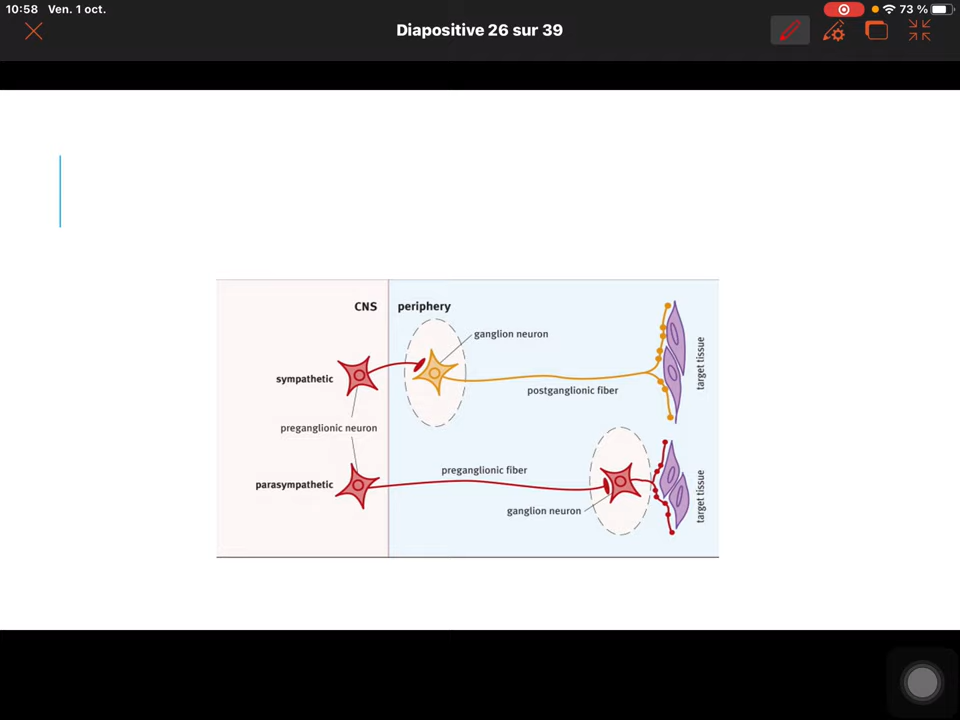 10:58 Ven. 1 oct. 73 %
Diapositive 26 sur 39
CNS periphery
ganglion neuron
sympathetic
postganglionic fiber
target tissue
preganglionic neuron
preganglionic fiber
parasympathetic
ganglion neuron
target tissue